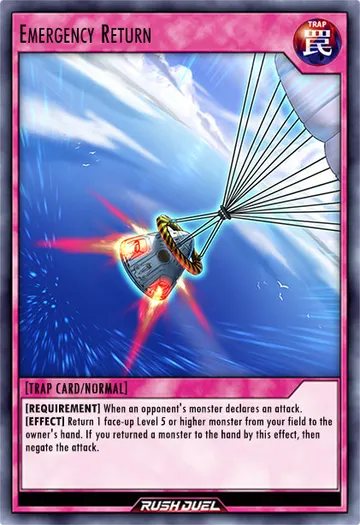 Emergency Return
TRAP
罠
[TRAP CARD/NORMAL]
[REQUIREMENT] When an opponent's monster declares an attack.
[EFFECT] Return 1 face-up Level 5 or higher monster from your field to the
owner's hand. If you returned a monster to the hand by this effect, then
negate the attack.
RUSH DUEL